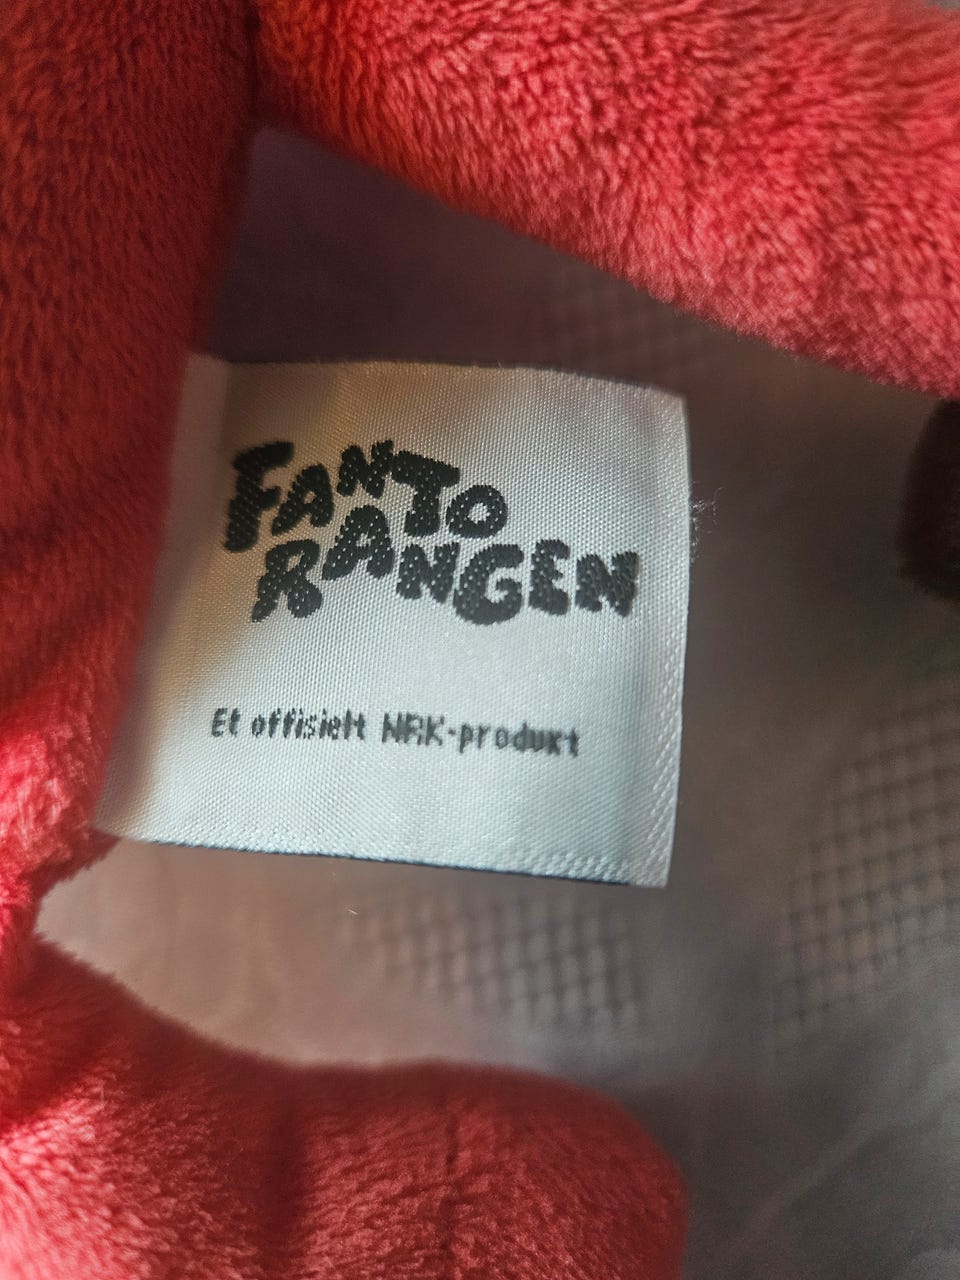 FANTO
RANGEN
Et offisielt NRK-produkt